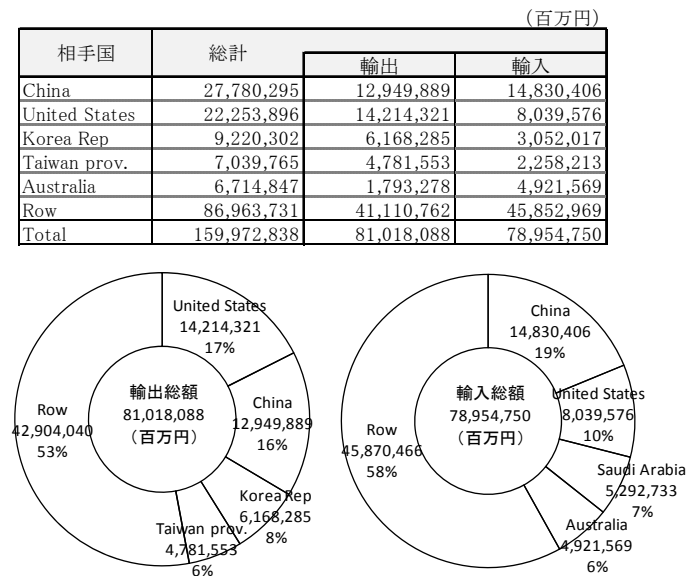 （百万円）
相手国 総計
輸出 輸入
China 27,780,295 12,949,889 14,830,406
United States 22,253,896 14,214,321 8,039,576
Korea Rep 9,220,302 6,168,285 3,052,017
Taiwan prov. 7,039,765 4,781,553 2,258,213
Australia 6,714,847 1,793,278 4,921,569
Row 86,963,731 41,110,762 45,852,969
Total 159,972,838 81,018,088 78,954,750
United States
14,214,321
17%
China
12,949,889
16%
Korea Rep
6,168,285
8%
Taiwan prov.
4,781,553
6%
Row
42,904,040
53%
輸出総額
81,018,088
（百万円）
China
14,830,406
19%
United States
8,039,576
10%
Saudi Arabia
5,292,733
7%
Australia
4,921,569
6%
Row
45,870,466
58%
輸入総額
78,954,750
（百万円）